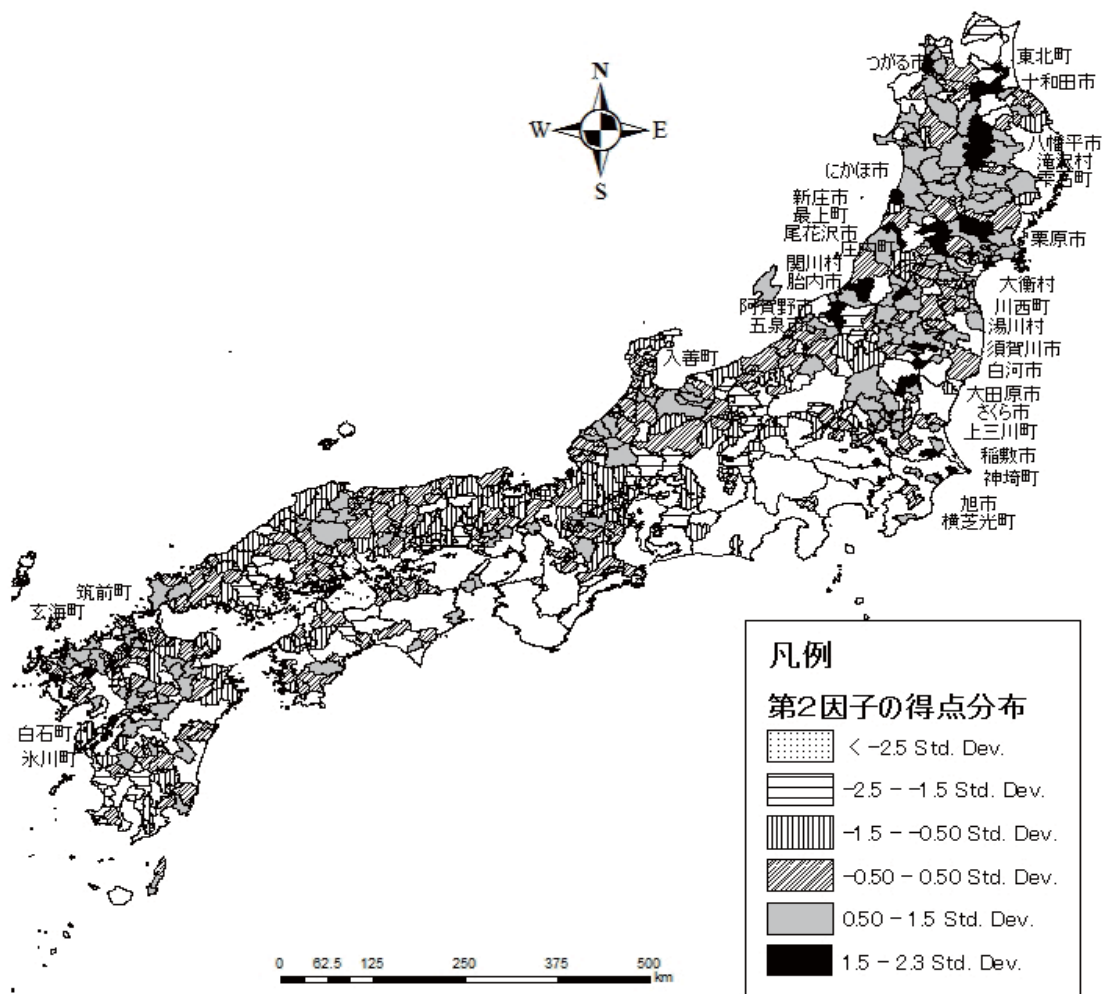 N
W
E
S
つがる市
東北町
十和田市
八幡平市
滝沢村
雫石町
にかほ市
新庄市
最上町
尾花沢市
庄内町
栗原市
関川村
胎内市
大衡村
阿賀野市
川西町
五泉市
湯川村
入善町
須賀川市
白河市
大田原市
さくら市
上三川町
稲敷市
神埼町
旭市
横芝光町
筑前町
玄海町
白石町
氷川町
凡例
第2因子の得点分布
< -2.5 Std. Dev.
-2.5 - -1.5 Std. Dev.
-1.5 - -0.50 Std. Dev.
-0.50 - 0.50 Std. Dev.
0.50 - 1.5 Std. Dev.
1.5 - 2.3 Std. Dev.
0 62.5 125 250 375 500
km